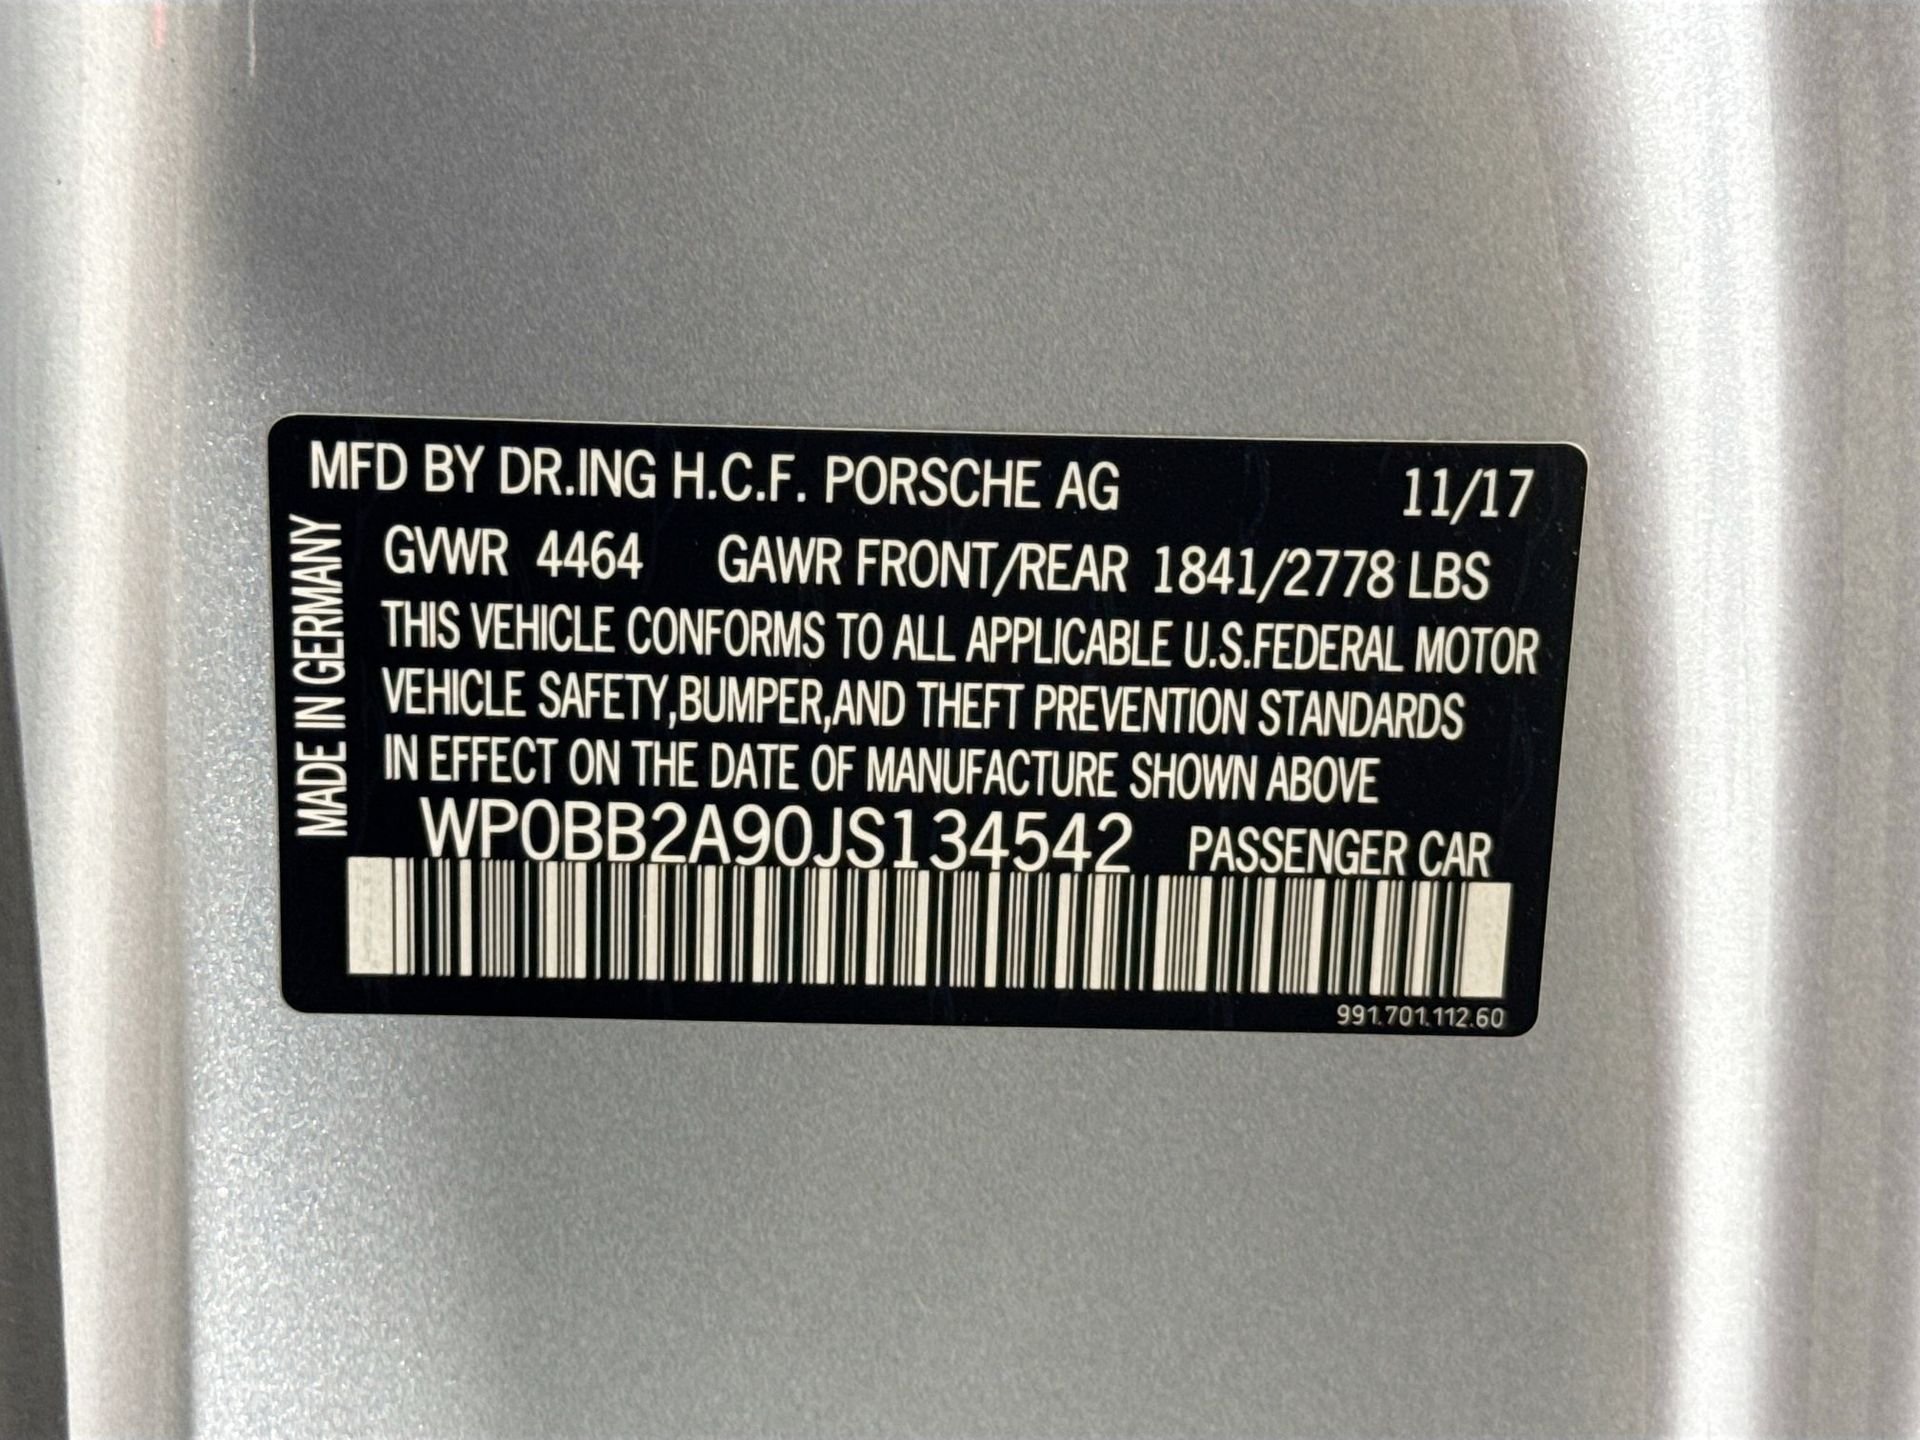 MFD BY DR.ING H.C.F. PORSCHE AG 11/17
GVWR 4464 GAWR FRONT/REAR 1841/2778 LBS
THIS VEHICLE CONFORMS TO ALL APPLICABLE U.S.FEDERAL MOTOR
VEHICLE SAFETY,BUMPER,AND THEFT PREVENTION STANDARDS
IN EFFECT ON THE DATE OF MANUFACTURE SHOWN ABOVE
WP0BB2A90JS134542 PASSENGER CAR
991.701.112.60
MADE IN GERMANY